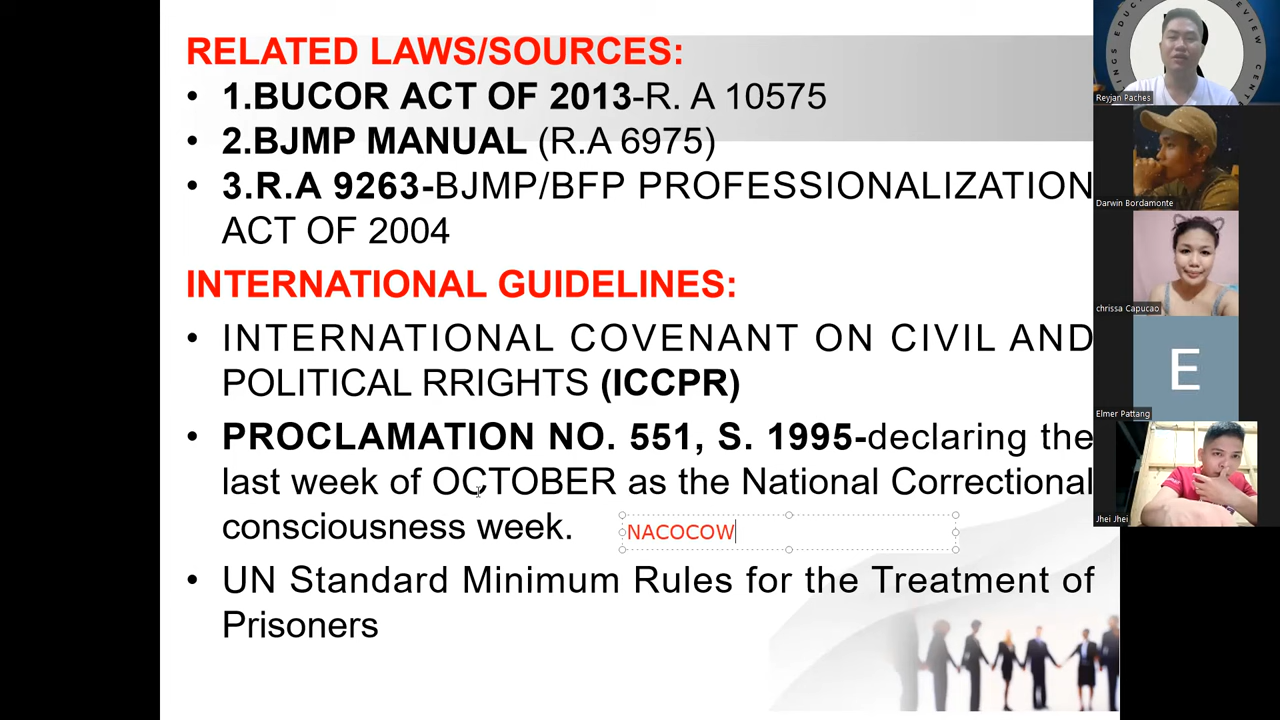 RELATED LAWS/SOURCES:
• 1.BUCOR ACT OF 2013-R. A 10575
• 2.BJMP MANUAL (R.A 6975)
• 3.R.A 9263-BJMP/BFP PROFESSIONALIZATION
ACT OF 2004
INTERNATIONAL GUIDELINES:
• INTERNATIONAL COVENANT ON CIVIL AND
POLITICAL RRIGHTS (ICCPR)
• PROCLAMATION NO. 551, S. 1995-declaring the
last week of OCTOBER as the National Correctional
consciousness week.
NACOCOW
• UN Standard Minimum Rules for the Treatment of
Prisoners
Reyjan Paches
Darwin Bordamonte
chrissa Capucao
E
Elmer Pattang
Jhei Jhei